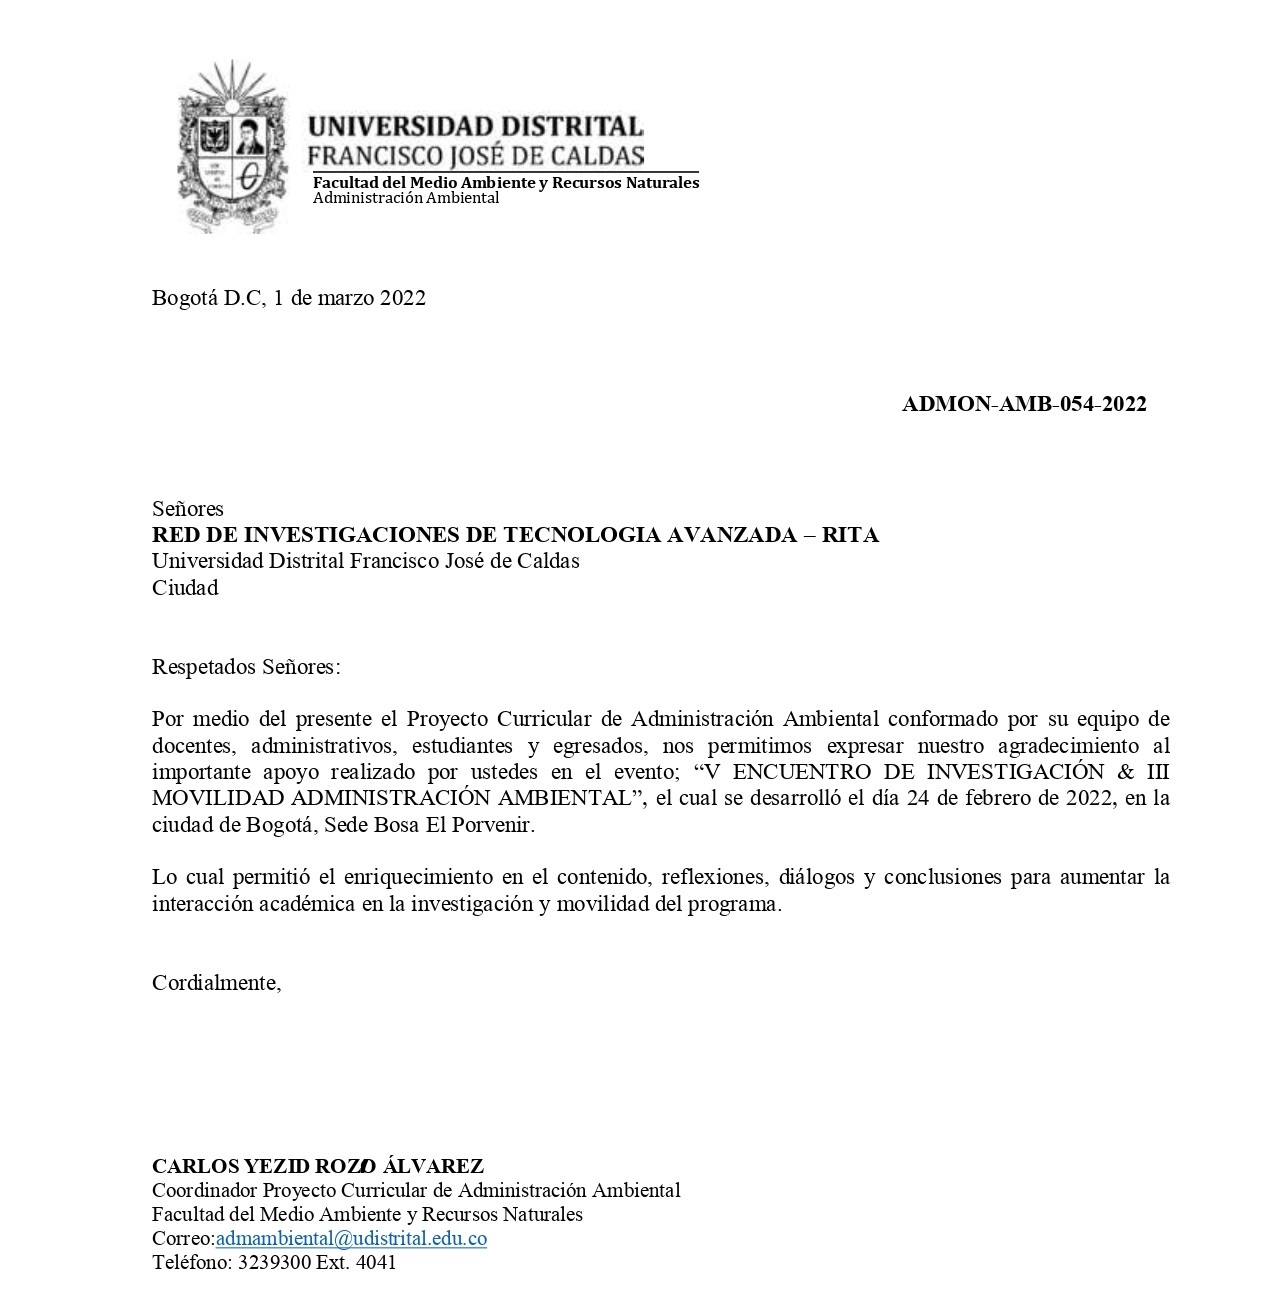 UNIVERSIDAD DISTRITAL
FRANCISCO JOSÉ DE CALDAS
Facultad del Medio Ambiente y Recursos Naturales
Administración Ambiental
Bogotá D.C, 1 de marzo 2022
ADMON-AMB-054-2022
Señores
RED DE INVESTIGACIONES DE TECNOLOGIA AVANZADA – RITA
Universidad Distrital Francisco José de Caldas
Ciudad
Respetados Señores:
Por medio del presente el Proyecto Curricular de Administración Ambiental conformado por su equipo de
docentes, administrativos, estudiantes y egresados, nos permitimos expresar nuestro agradecimiento al
importante apoyo realizado por ustedes en el evento; “V ENCUENTRO DE INVESTIGACIÓN & III
MOVILIDAD ADMINISTRACIÓN AMBIENTAL”, el cual se desarrolló el día 24 de febrero de 2022, en la
ciudad de Bogotá, Sede Bosa El Porvenir.
Lo cual permitió el enriquecimiento en el contenido, reflexiones, diálogos y conclusiones para aumentar la
interacción académica en la investigación y movilidad del programa.
Cordialmente,
CARLOS YEZID ROZO ÁLVAREZ
Coordinador Proyecto Curricular de Administración Ambiental
Facultad del Medio Ambiente y Recursos Naturales
Correo:admambiental@udistrital.edu.co
Teléfono: 3239300 Ext. 4041